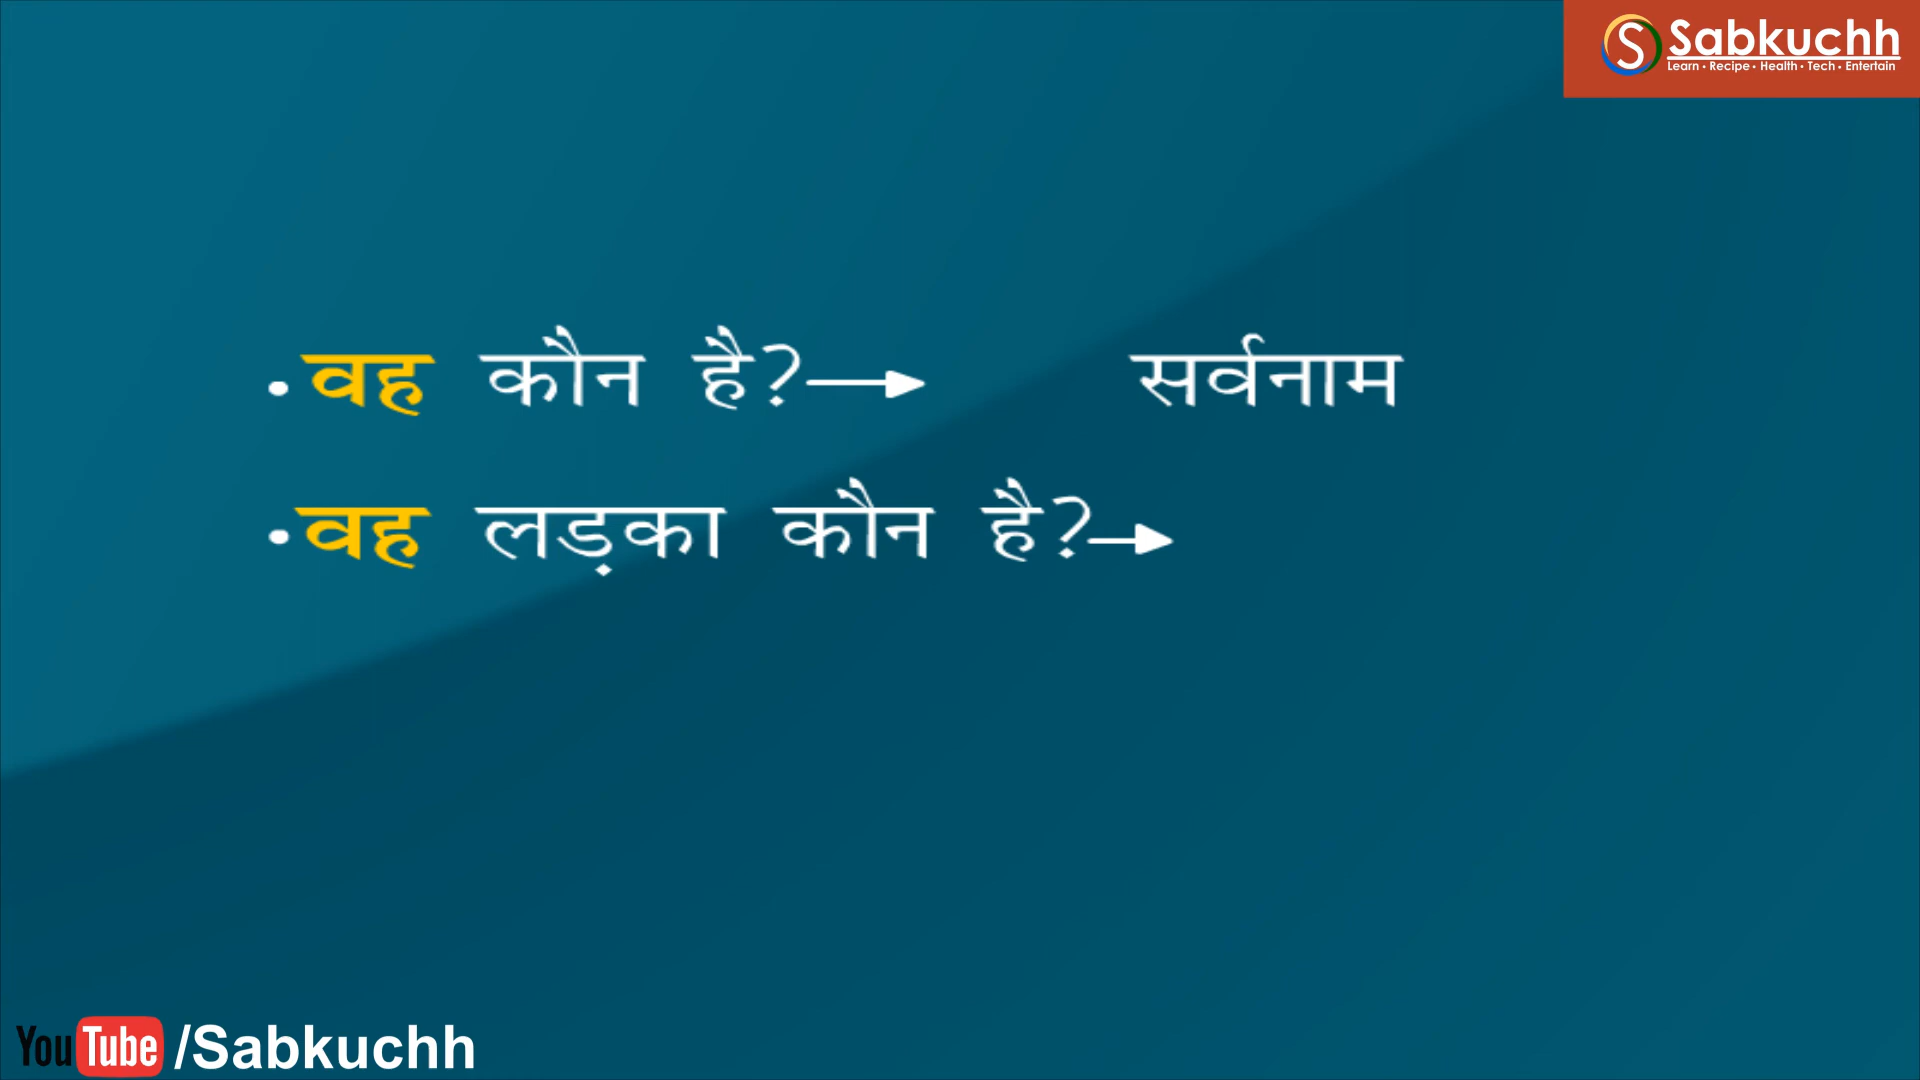 Sabkuchh
Learn • Recipe • Health • Tech • Entertain
• वह कौन है? सर्वनाम
• वह लड़का कौन है?
YouTube /Sabkuchh